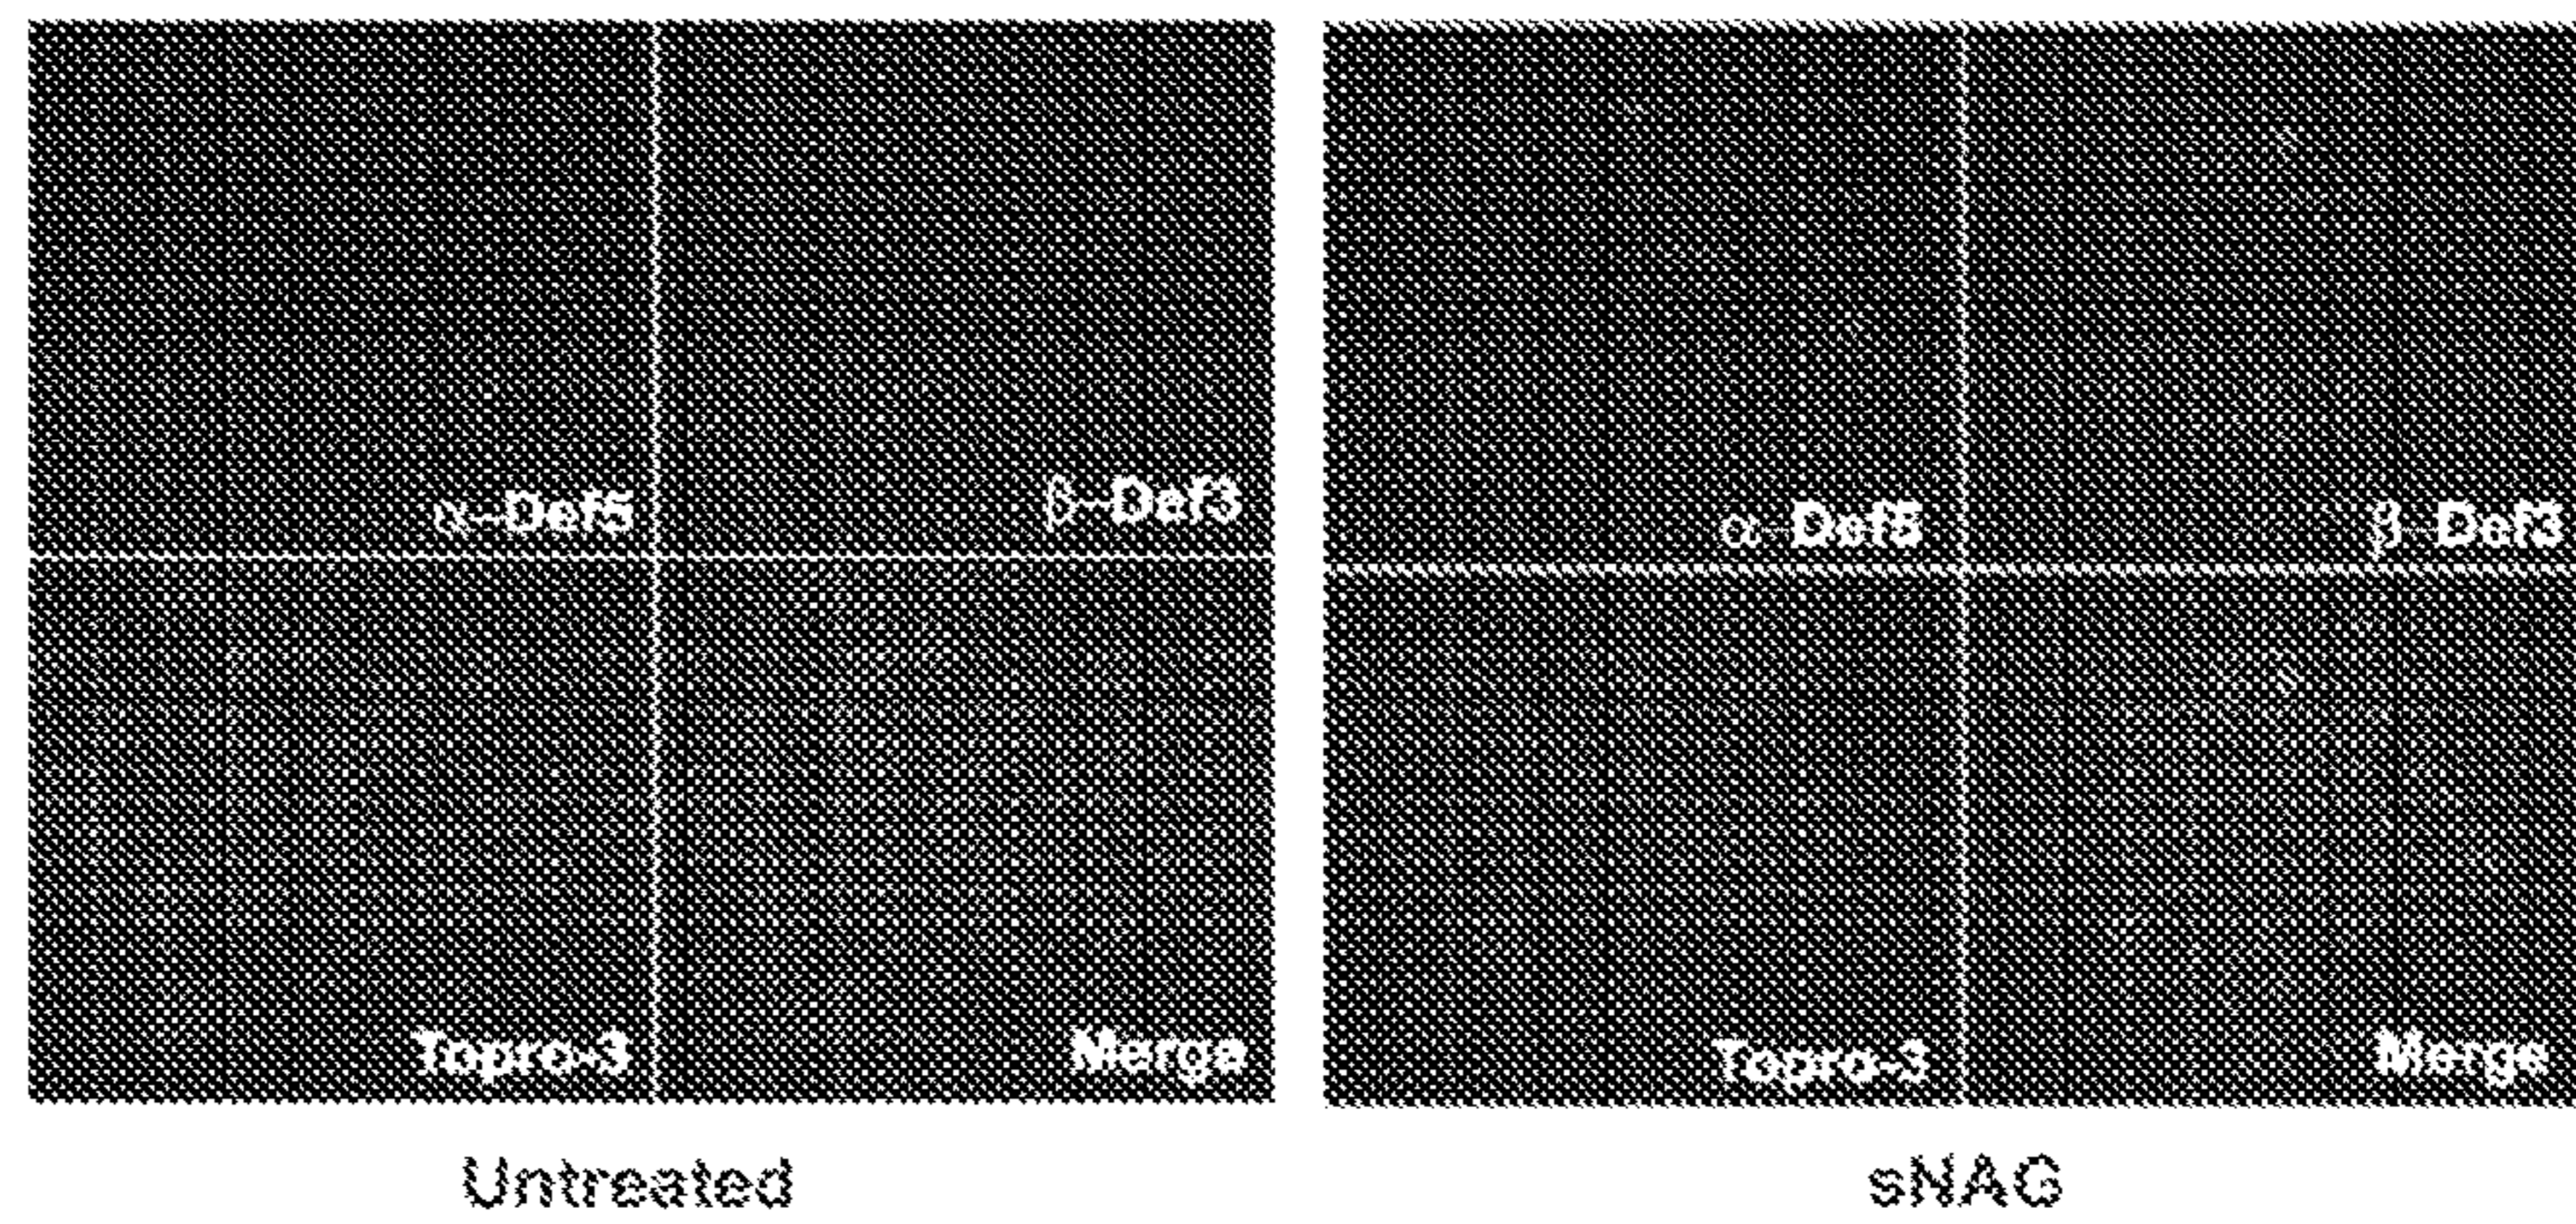 α-Def5 β-Def3 α-Def5 β-Def3
Topro-3 Merge Topro-3 Merge
Untreated sNAG